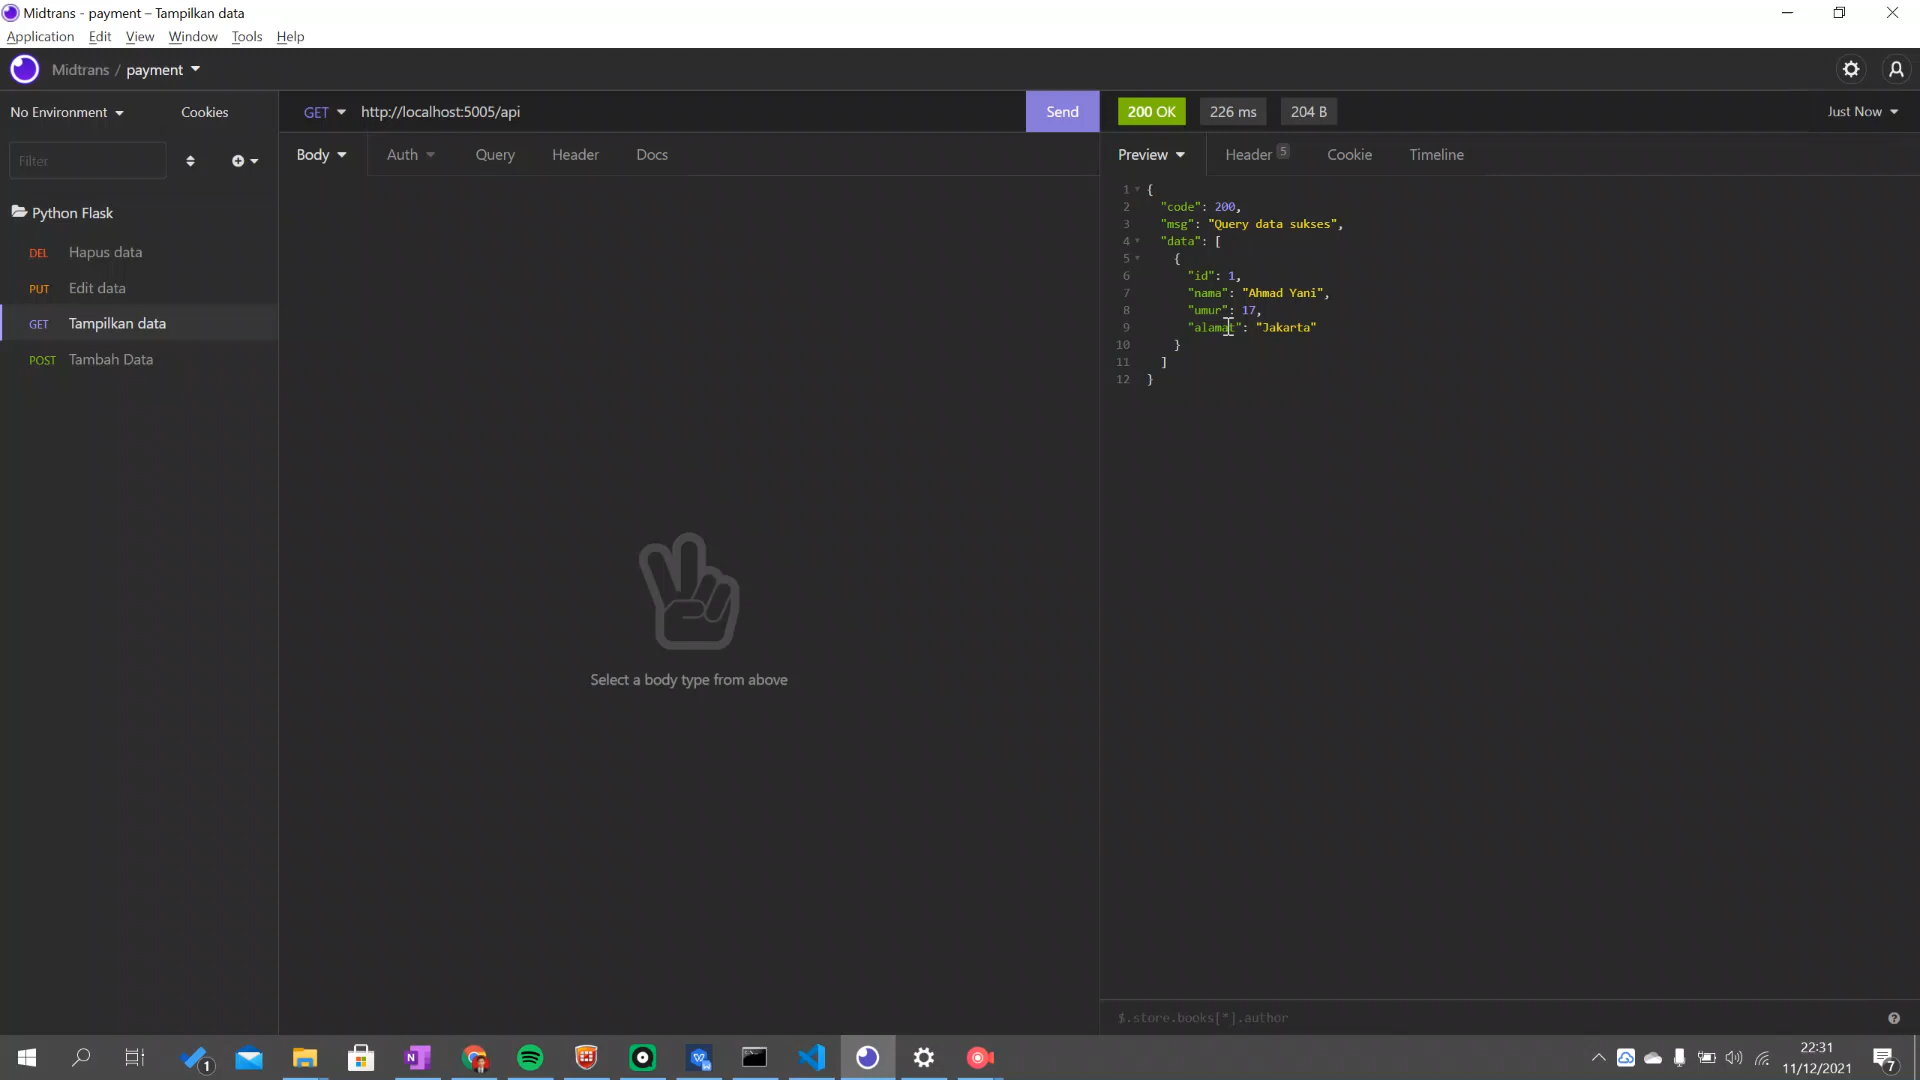 Midtrans - payment – Tampilkan data
Application Edit View Window Tools Help
Midtrans / payment
No Environment Cookies
GET http://localhost:5005/api Send
200 OK 226 ms 204 B Just Now
Filter
Body Auth Query Header Docs
Preview Header 5 Cookie Timeline
Python Flask
DEL Hapus data
PUT Edit data
GET Tampilkan data
POST Tambah Data
1 {
2 "code": 200,
3 "msg": "Query data sukses",
4 "data": [
5 {
6 "id": 1,
7 "nama": "Ahmad Yani",
8 "umur": 17,
9 "alamat": "Jakarta"
10 }
11 ]
12 }
Select a body type from above
$.store.books[*].author
1
N
22:31
11/12/2021
7